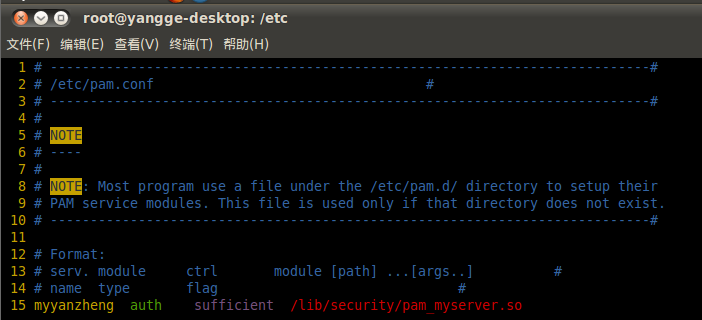 root@yangge-desktop: /etc
文件(F) 编辑(E) 查看(V) 终端(T) 帮助(H)
1 # ---------------------------------------------------------------------------#
2 # /etc/pam.conf #
3 # ---------------------------------------------------------------------------#
4 #
5 # NOTE
6 # ----
7 #
8 # NOTE: Most program use a file under the /etc/pam.d/ directory to setup their
9 # PAM service modules. This file is used only if that directory does not exist.
10 # ---------------------------------------------------------------------------#
11
12 # Format:
13 # serv. module ctrl module [path] ...[args..] #
14 # name type flag #
15 myyanzheng auth sufficient /lib/security/pam_myserver.so